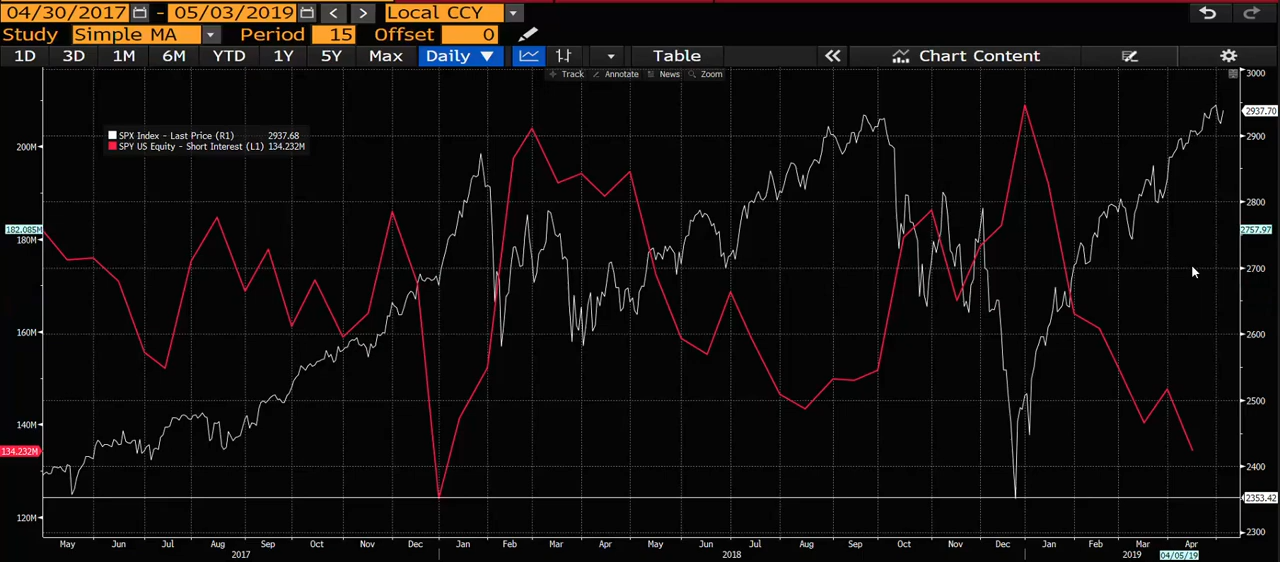 04/30/2017 - 05/03/2019 < > Local CCY
Study Simple MA Period 15 Offset 0
1D 3D 1M 6M YTD 1Y 5Y Max Daily ▼ Table « Chart Content
Track Annotate News Zoom
SPX Index - Last Price (R1) 2937.68
SPY US Equity - Short Interest (L1) 134.232M
200M
182.085M
180M
160M
140M
134.232M
120M
3000
2937.70
2900
2800
2757.97
2700
2600
2500
2400
2353.42
2300
May Jun Jul Aug Sep Oct Nov Dec Jan Feb Mar Apr May Jun Jul Aug Sep Oct Nov Dec Jan Feb Mar Apr
2017 2018 2019 04/05/19